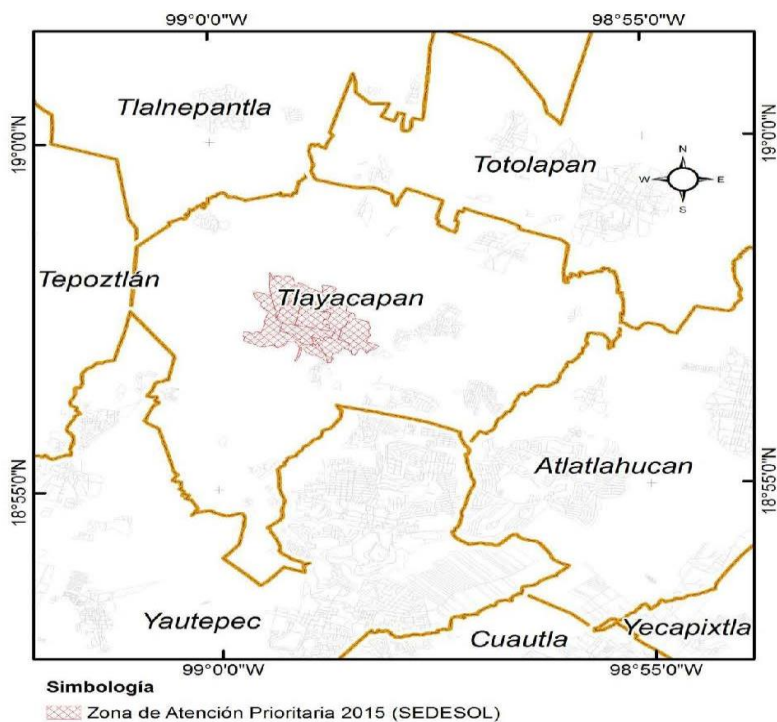 99°0'0"W
98°55'0"W
Tlalnepantla
19°0'0"N
19°0'0"N
Totolapan
N
W
E
S
Tepoztlán
Tlayacapan
Atlatlahucan
18°55'0"N
18°55'0"N
Yautepec
Cuautla
Yecapixtla
99°0'0"W
98°55'0"W
Simbología
Zona de Atención Prioritaria 2015 (SEDESOL)